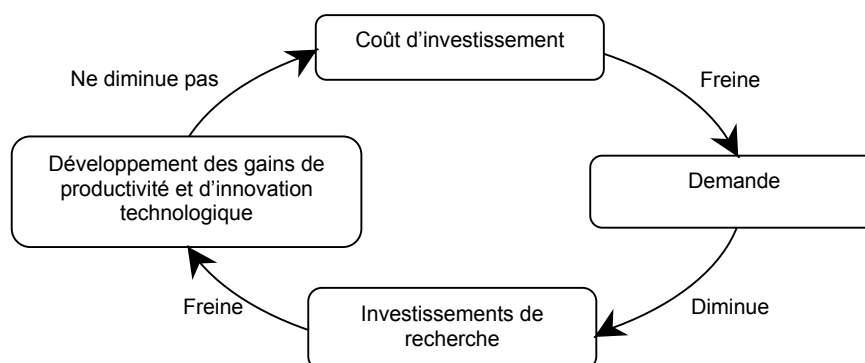 Coût d’investissement
Ne diminue pas
Freine
Développement des gains de
productivité et d’innovation
technologique
Demande
Freine
Investissements de
recherche
Diminue